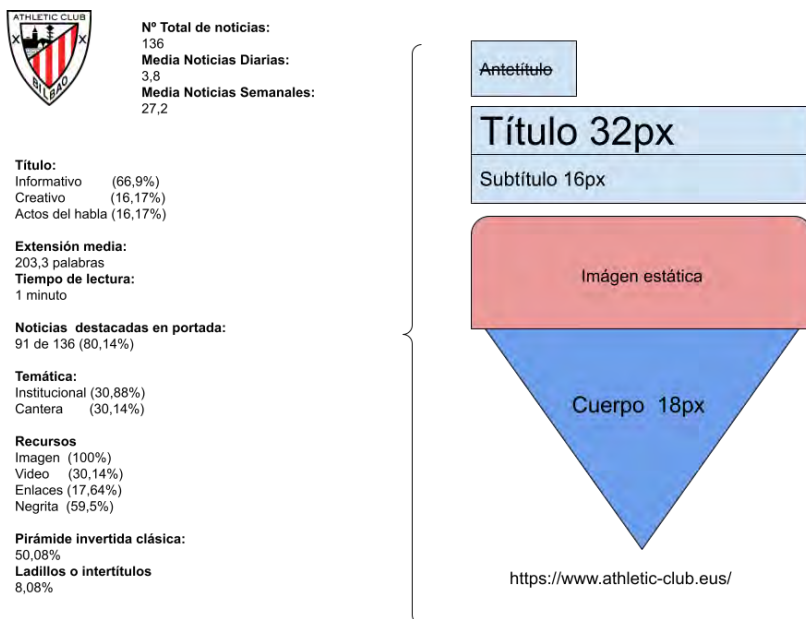 ATHLETIC CLUB
BILBAO
Nº Total de noticias:
136
Media Noticias Diarias:
3,8
Media Noticias Semanales:
27,2
Título:
Informativo (66,9%)
Creativo (16,17%)
Actos del habla (16,17%)
Extensión media:
203,3 palabras
Tiempo de lectura:
1 minuto
Noticias destacadas en portada:
91 de 136 (80,14%)
Temática:
Institucional (30,88%)
Cantera (30,14%)
Recursos
Imagen (100%)
Video (30,14%)
Enlaces (17,64%)
Negrita (59,5%)
Pirámide invertida clásica:
50,08%
Ladillos o intertítulos
8,08%
Antetítulo
Título 32px
Subtítulo 16px
Imágen estática
Cuerpo 18px
https://www.athletic-club.eus/